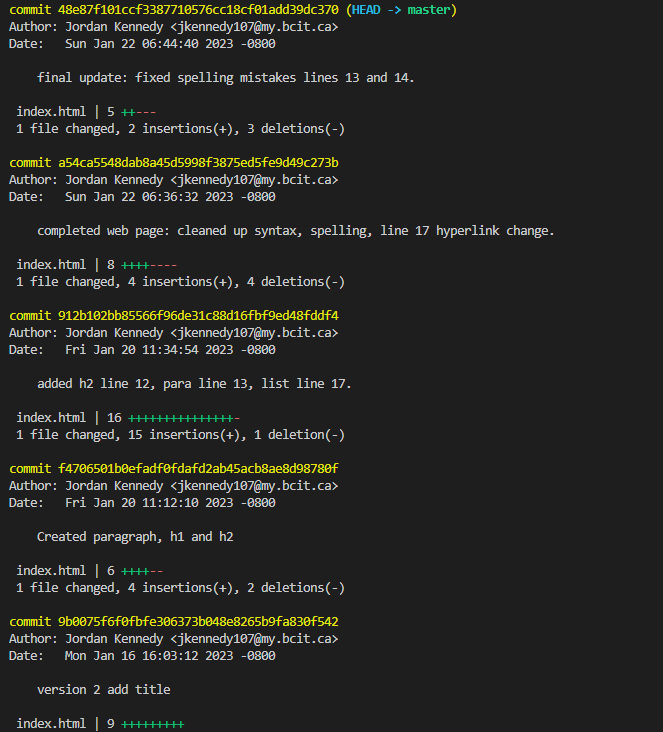 commit 48e87f101ccf3387710576cc18cf01add39dc370 (HEAD -> master)
Author: Jordan Kennedy <jkennedy107@my.bcit.ca>
Date:   Sun Jan 22 06:44:40 2023 -0800
    final update: fixed spelling mistakes lines 13 and 14.
 index.html | 5 ++---
 1 file changed, 2 insertions(+), 3 deletions(-)
commit a54ca5548dab8a45d5998f3875ed5fe9d49c273b
Author: Jordan Kennedy <jkennedy107@my.bcit.ca>
Date:   Sun Jan 22 06:36:32 2023 -0800
    completed web page: cleaned up syntax, spelling, line 17 hyperlink change.
 index.html | 8 ++++----
 1 file changed, 4 insertions(+), 4 deletions(-)
commit 912b102bb85566f96de31c88d16fbf9ed48fddf4
Author: Jordan Kennedy <jkennedy107@my.bcit.ca>
Date:   Fri Jan 20 11:34:54 2023 -0800
    added h2 line 12, para line 13, list line 17.
 index.html | 16 +++++++++++++++-
 1 file changed, 15 insertions(+), 1 deletion(-)
commit f4706501b0efadf0fdafd2ab45acb8ae8d98780f
Author: Jordan Kennedy <jkennedy107@my.bcit.ca>
Date:   Fri Jan 20 11:12:10 2023 -0800
    Created paragraph, h1 and h2
 index.html | 6 ++++--
 1 file changed, 4 insertions(+), 2 deletions(-)
commit 9b0075f6f0fbfe306373b048e8265b9fa830f542
Author: Jordan Kennedy <jkennedy107@my.bcit.ca>
Date:   Mon Jan 16 16:03:12 2023 -0800
    version 2 add title
 index.html | 9 +++++++++